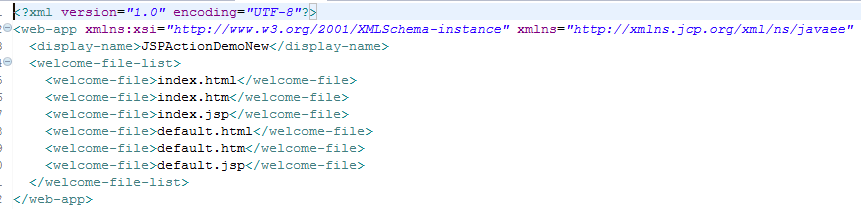 <?xml version="1.0" encoding="UTF-8"?>
<web-app xmlns:xsi="http://www.w3.org/2001/XMLSchema-instance" xmlns="http://xmlns.jcp.org/xml/ns/javaee"
<display-name>JSPActionDemoNew</display-name>
<welcome-file-list>
<welcome-file>index.html</welcome-file>
<welcome-file>index.htm</welcome-file>
<welcome-file>index.jsp</welcome-file>
<welcome-file>default.html</welcome-file>
<welcome-file>default.htm</welcome-file>
<welcome-file>default.jsp</welcome-file>
</welcome-file-list>
</web-app>